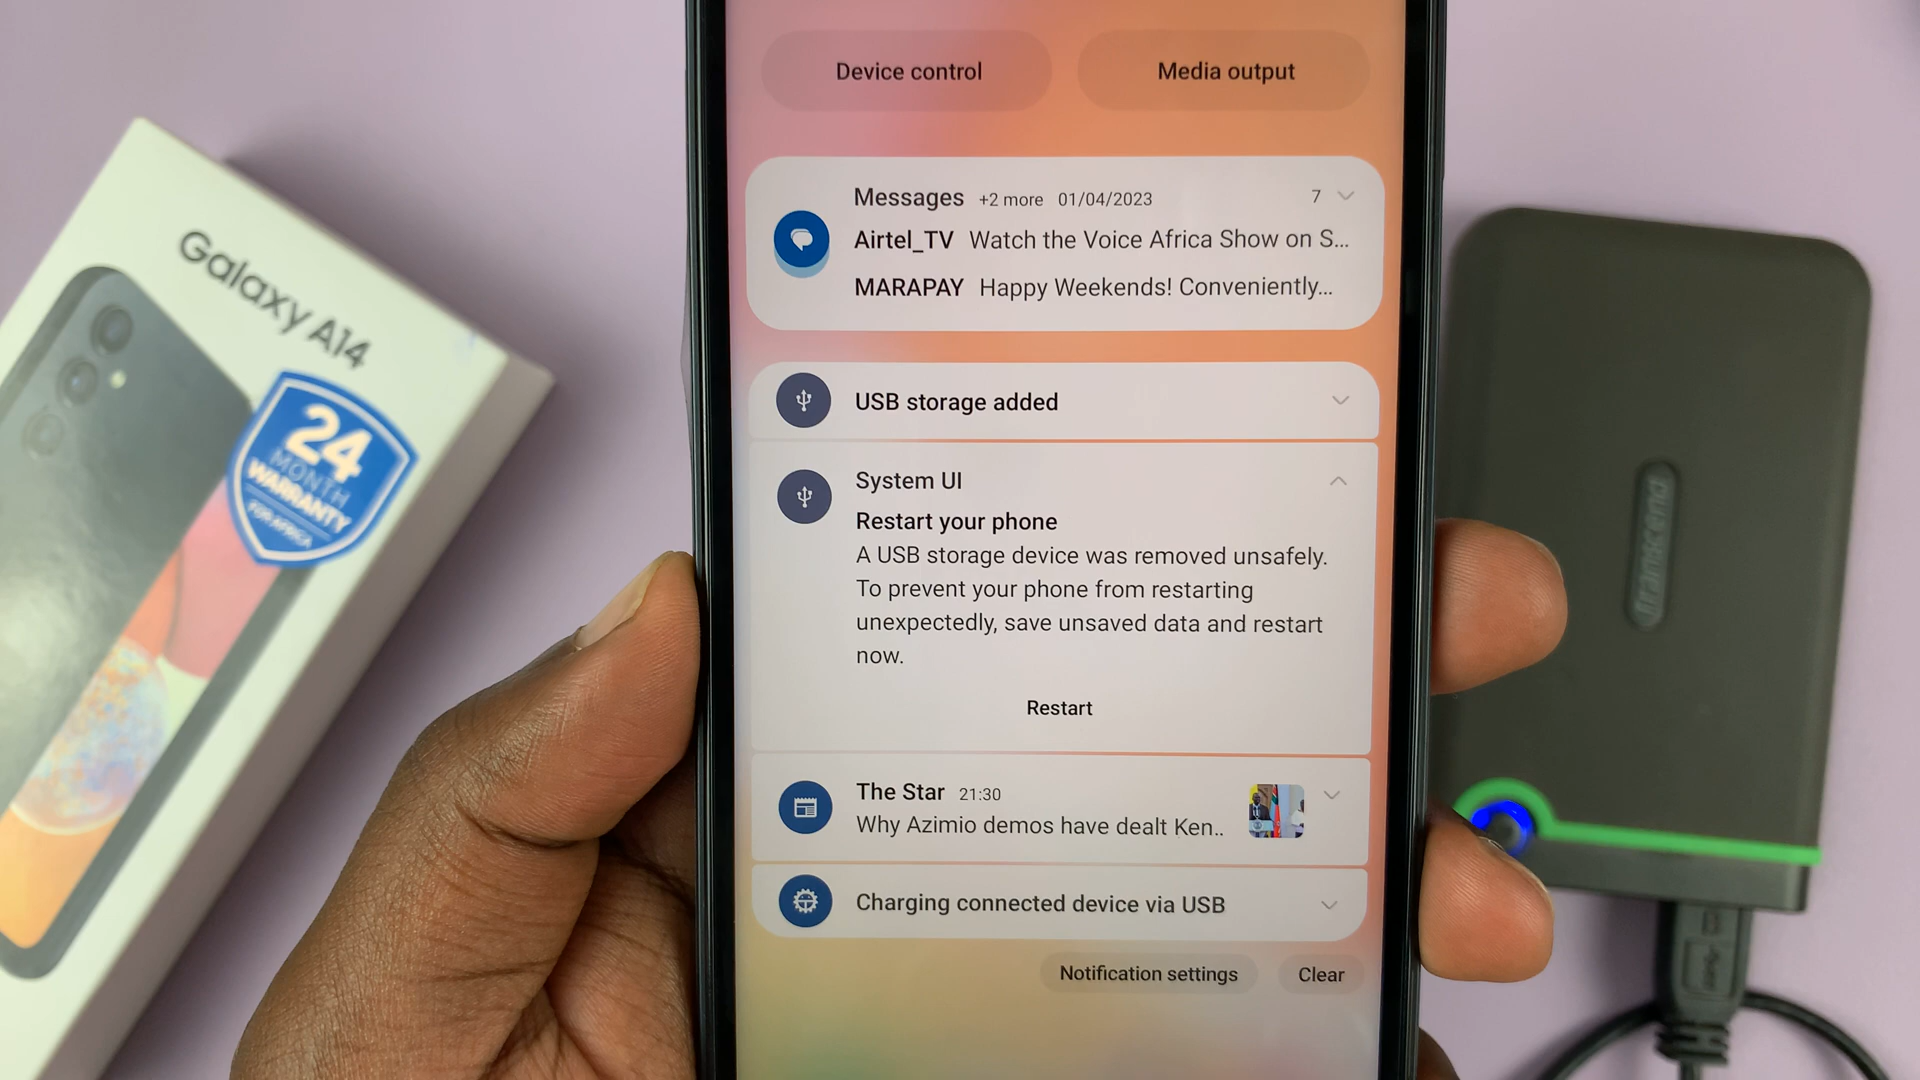 Galaxy A14
24
MONTH
WARRANTY
FOR AFRICA
Device control
Media output
Messages +2 more 01/04/2023 7
Airtel_TV Watch the Voice Africa Show on S...
MARAPAY Happy Weekends! Conveniently...
USB storage added
System UI
Restart your phone
A USB storage device was removed unsafely.
To prevent your phone from restarting
unexpectedly, save unsaved data and restart
now.
Restart
The Star 21:30
Why Azimio demos have dealt Ken..
Charging connected device via USB
Notification settings
Clear
Transcend